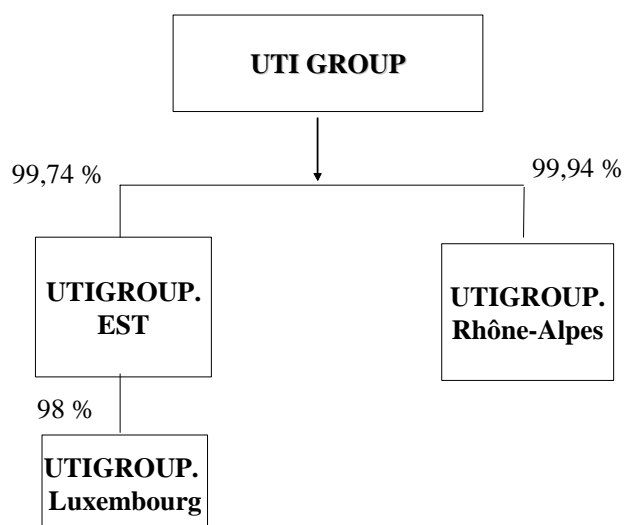 UTI GROUP
99,74 %
99,94 %
UTIGROUP.
EST
UTIGROUP.
Rhône-Alpes
98 %
UTIGROUP.
Luxembourg